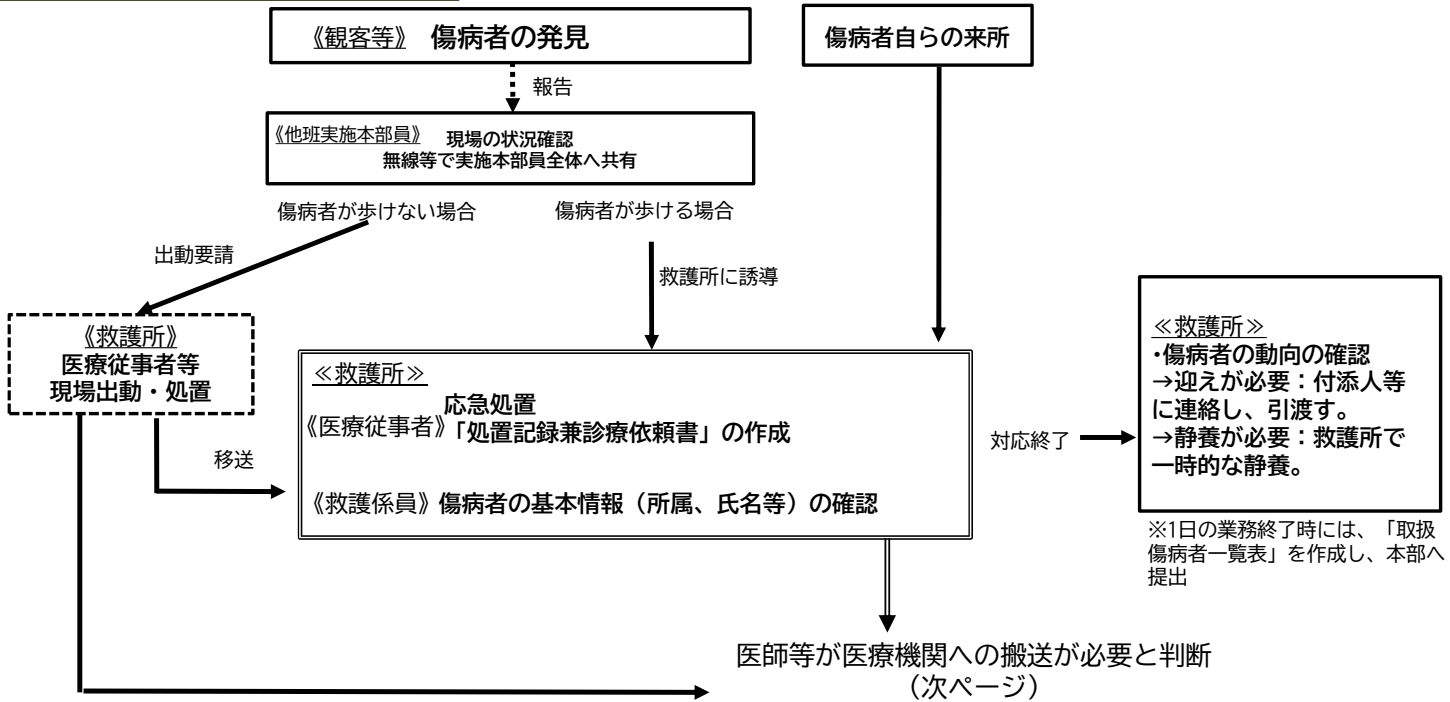 《観客等》 傷病者の発見
傷病者自らの来所
報告
《他班実施本部員》 現場の状況確認
無線等で実施本部員全体へ共有
傷病者が歩けない場合
傷病者が歩ける場合
出動要請
救護所に誘導
《救護所》
医療従事者等
現場出動・処置
移送
≪救護所≫
応急処置
《医療従事者》「処置記録兼診療依頼書」の作成
《救護係員》傷病者の基本情報（所属、氏名等）の確認
対応終了
≪救護所≫
・傷病者の動向の確認
→迎えが必要：付添人等
に連絡し、引渡す。
→静養が必要：救護所で
一時的な静養。
※1日の業務終了時には、「取扱
傷病者一覧表」を作成し、本部へ
提出
医師等が医療機関への搬送が必要と判断
（次ページ）